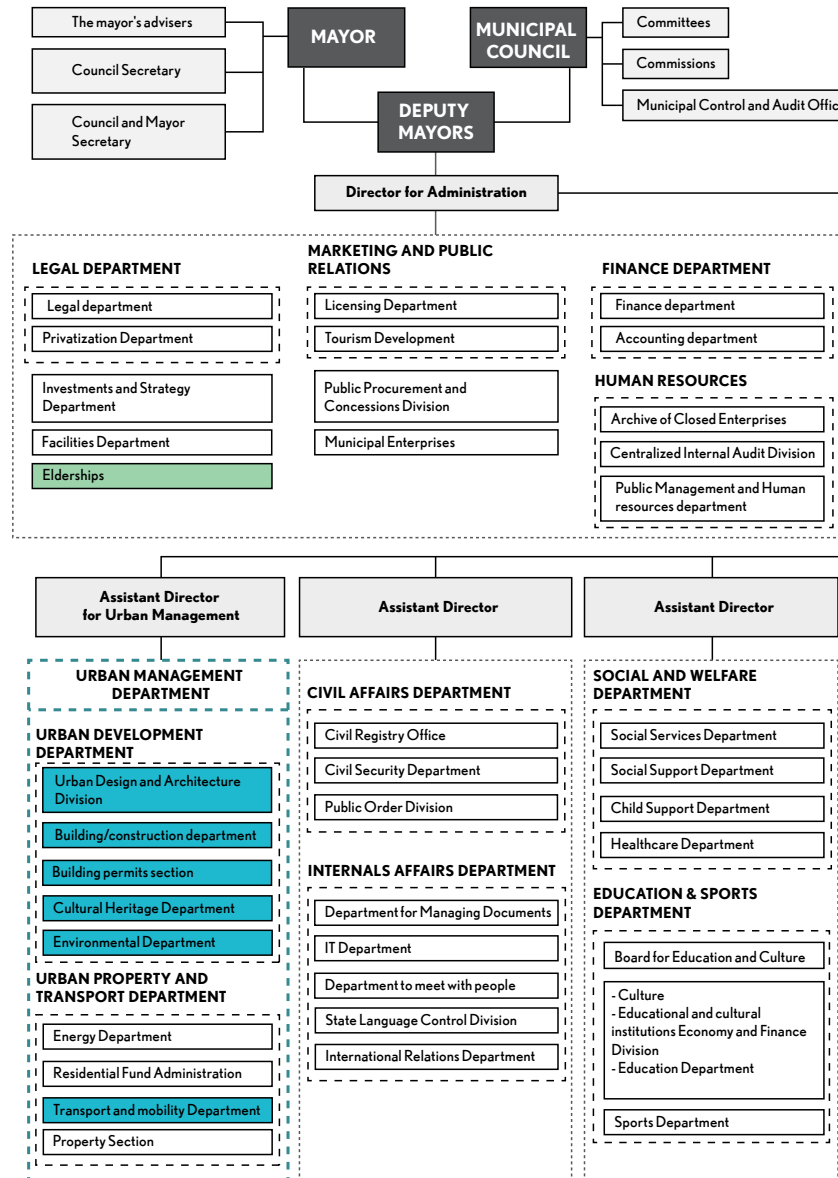 The mayor's advisers
Council Secretary
Council and Mayor
Secretary
MAYOR
MUNICIPAL
COUNCIL
Committees
Commissions
Municipal Control and Audit Offic
DEPUTY
MAYORS
Director for Administration
LEGAL DEPARTMENT
Legal department
Privatization Department
Investments and Strategy
Department
Facilities Department
Elderships
MARKETING AND PUBLIC
RELATIONS
Licensing Department
Tourism Development
Public Procurement and
Concessions Division
Municipal Enterprises
FINANCE DEPARTMENT
Finance department
Accounting department
HUMAN RESOURCES
Archive of Closed Enterprises
Centralized Internal Audit Division
Public Management and Human
resources department
Assistant Director
for Urban Management
URBAN MANAGEMENT
DEPARTMENT
URBAN DEVELOPMENT
DEPARTMENT
Urban Design and Architecture
Division
Building/construction department
Building permits section
Cultural Heritage Department
Environmental Department
URBAN PROPERTY AND
TRANSPORT DEPARTMENT
Energy Department
Residential Fund Administration
Transport and mobility Department
Property Section
Assistant Director
CIVIL AFFAIRS DEPARTMENT
Civil Registry Office
Civil Security Department
Public Order Division
INTERNALS AFFAIRS DEPARTMENT
Department for Managing Documents
IT Department
Department to meet with people
State Language Control Division
International Relations Department
Assistant Director
SOCIAL AND WELFARE
DEPARTMENT
Social Services Department
Social Support Department
Child Support Department
Healthcare Department
EDUCATION & SPORTS
DEPARTMENT
Board for Education and Culture
- Culture
- Educational and cultural
institutions Economy and Finance
Division
- Education Department
Sports Department